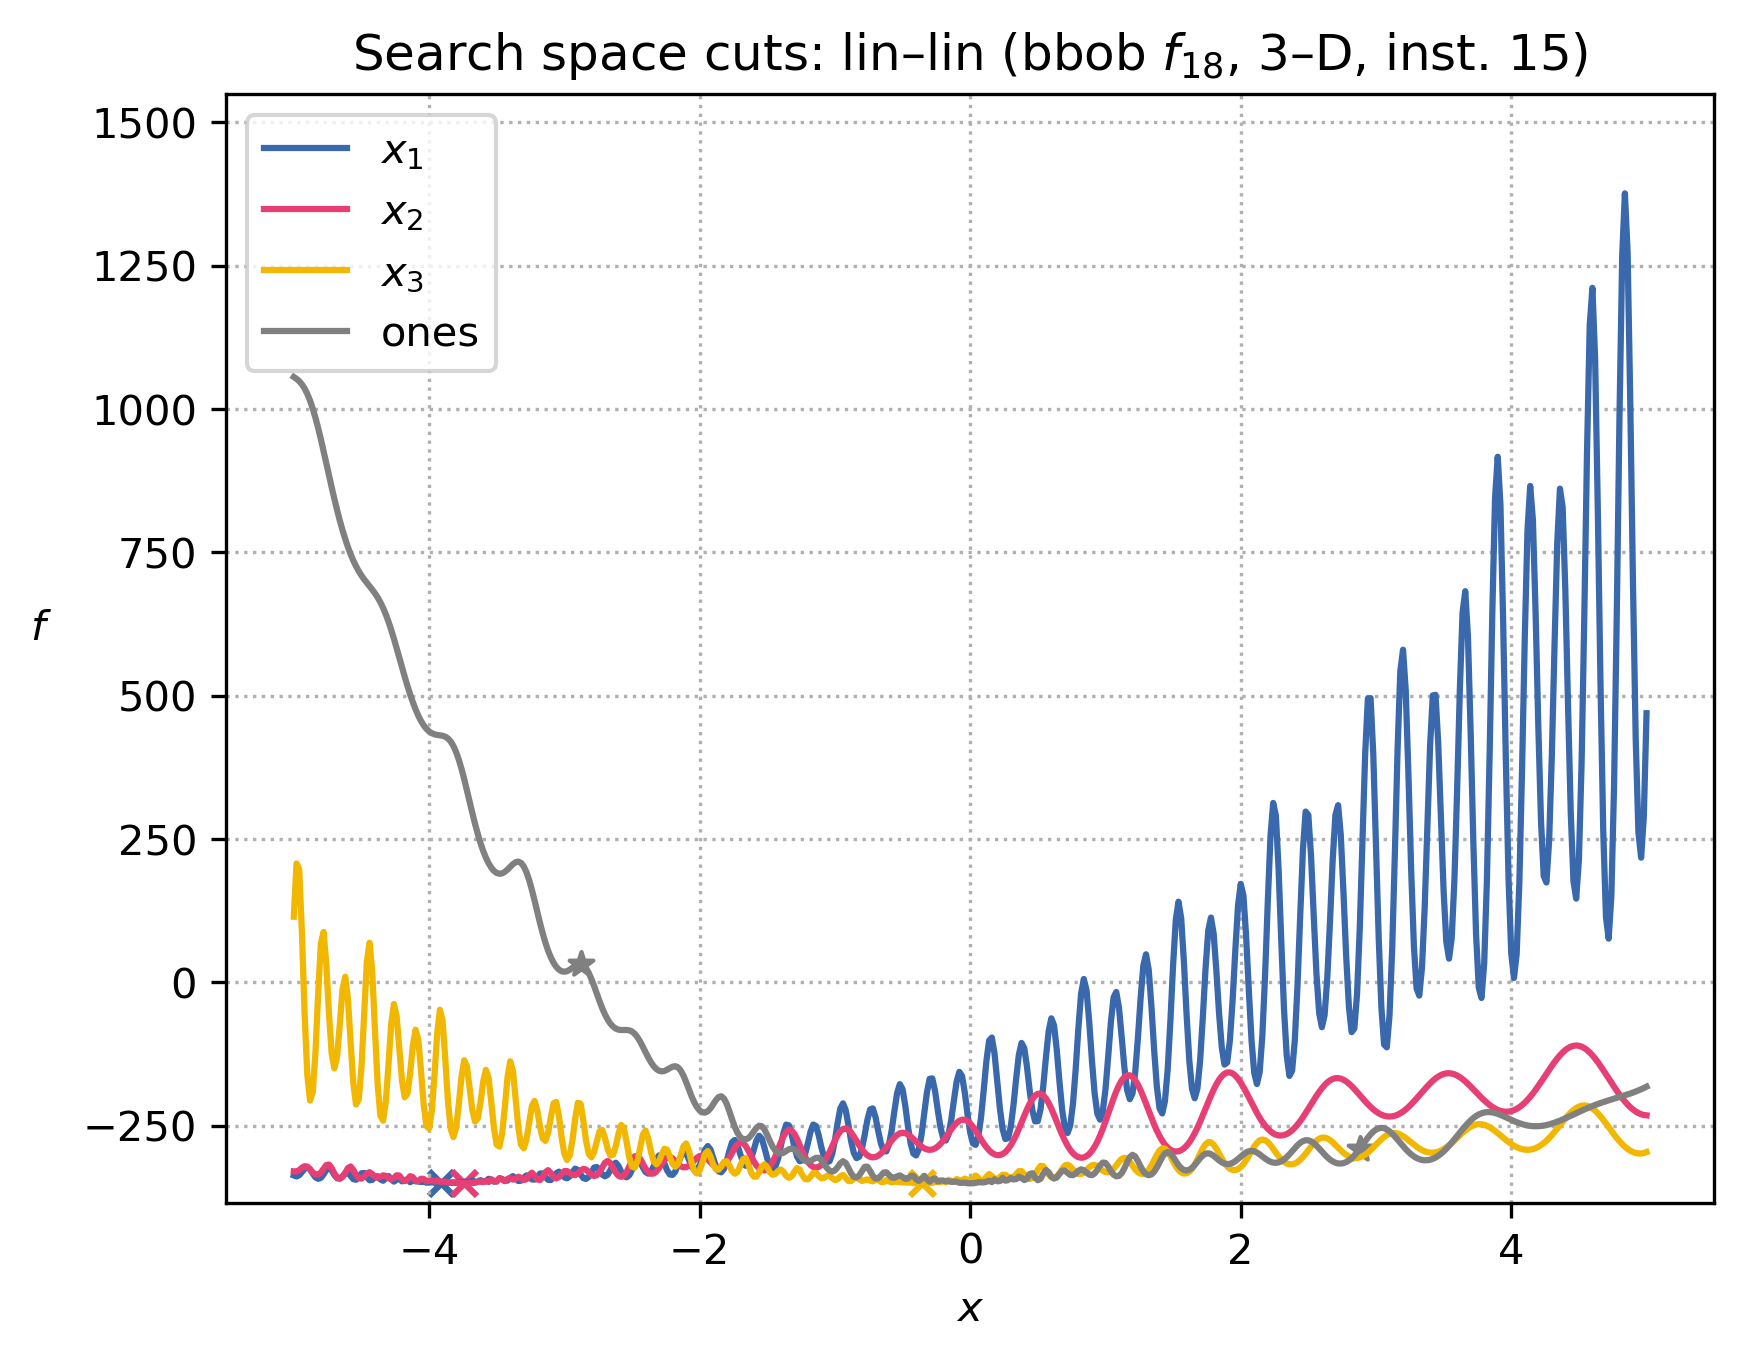 Search space cuts: lin–lin (bbob f₁₈, 3–D, inst. 15)
x₁
x₂
x₃
ones
1500
1250
1000
750
500
250
0
−250
f
−4 −2 0 2 4
x